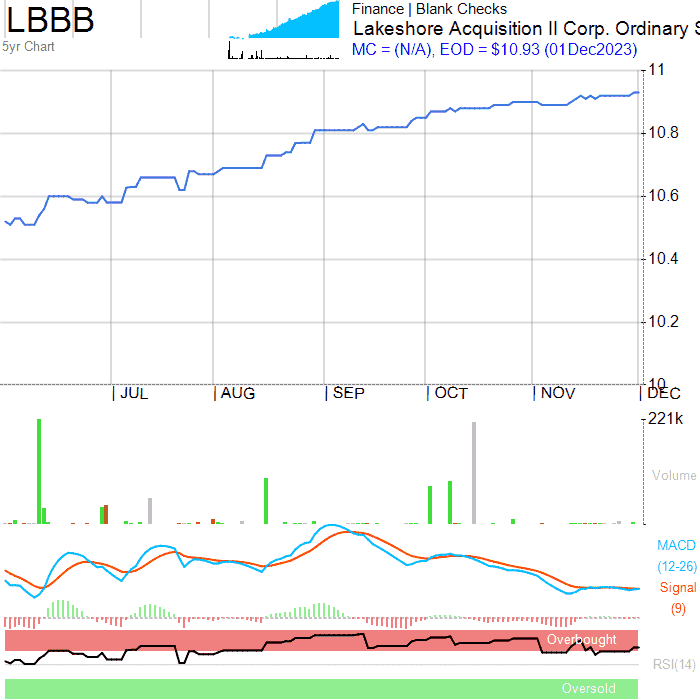 LBBB
5yr Chart
Finance | Blank Checks
Lakeshore Acquisition II Corp. Ordinary S
MC = (N/A), EOD = $10.93 (01Dec2023)
11
10.8
10.6
10.4
10.2
10
| JUL | AUG | SEP | OCT | NOV | DEC
221k
Volume
MACD
(12-26)
Signal
(9)
Overbought
RSI(14)
Oversold